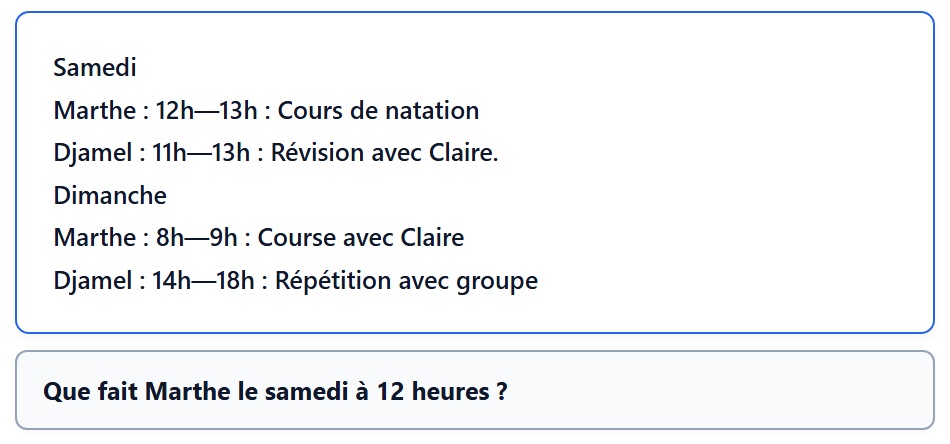 Samedi
Marthe : 12h—13h : Cours de natation
Djamel : 11h—13h : Révision avec Claire.
Dimanche
Marthe : 8h—9h : Course avec Claire
Djamel : 14h—18h : Répétition avec groupe
Que fait Marthe le samedi à 12 heures ?